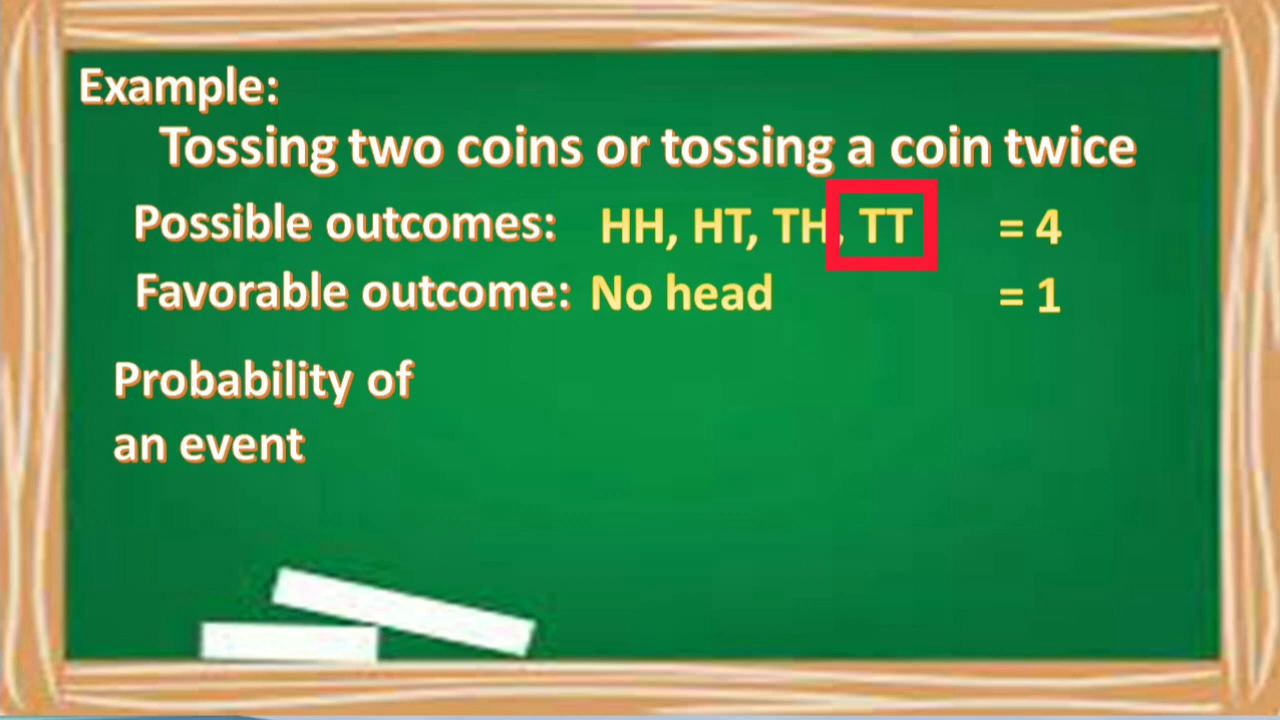 Example:
Tossing two coins or tossing a coin twice
Possible outcomes: HH, HT, TH, TT = 4
Favorable outcome: No head = 1
Probability of
an event